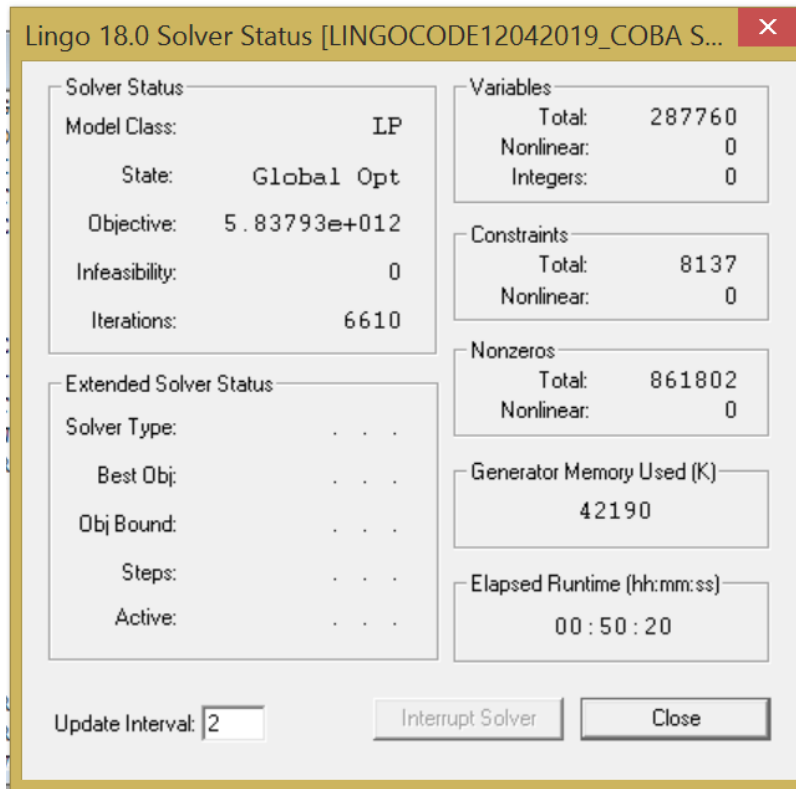 Lingo 18.0 Solver Status [LINGOCODE12042019_COBA S...
Solver Status
Model Class: LP
State: Global Opt
Objective: 5.83793e+012
Infeasibility: 0
Iterations: 6610
Extended Solver Status
Solver Type: . . .
Best Obj: . . .
Obj Bound: . . .
Steps: . . .
Active: . . .
Variables
Total: 287760
Nonlinear: 0
Integers: 0
Constraints
Total: 8137
Nonlinear: 0
Nonzeros
Total: 861802
Nonlinear: 0
Generator Memory Used (K)
42190
Elapsed Runtime (hh:mm:ss)
00:50:20
Update Interval: 2
Interrupt Solver
Close